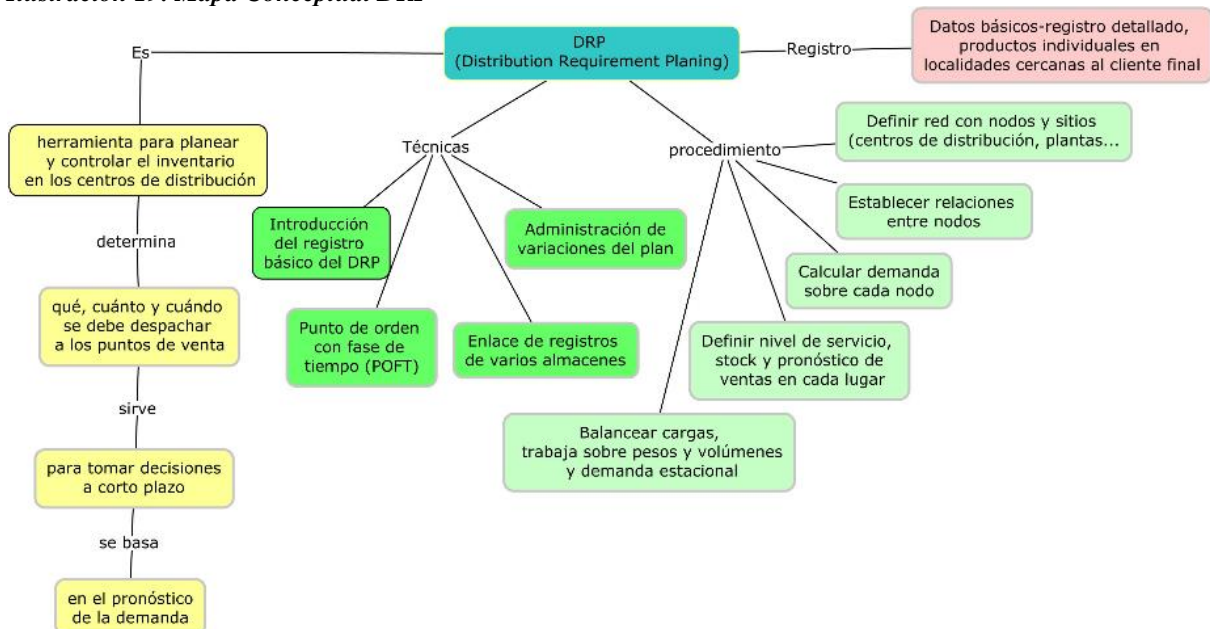 DRP
(Distribution Requirement Planing)
Es
herramienta para planear
y controlar el inventario
en los centros de distribución
determina
qué, cuánto y cuándo
se debe despachar
a los puntos de venta
sirve
para tomar decisiones
a corto plazo
se basa
en el pronóstico
de la demanda
Técnicas
Introducción
del registro
básico del DRP
Punto de orden
con fase de
tiempo (POFT)
Enlace de registros
de varios almacenes
Administración de
variaciones del plan
procedimiento
Definir red con nodos y sitios
(centros de distribución, plantas...
Establecer relaciones
entre nodos
Calcular demanda
sobre cada nodo
Definir nivel de servicio,
stock y pronóstico de
ventas en cada lugar
Balancear cargas,
trabaja sobre pesos y volúmenes
y demanda estacional
Registro
Datos básicos-registro detallado,
productos individuales en
localidades cercanas al cliente final